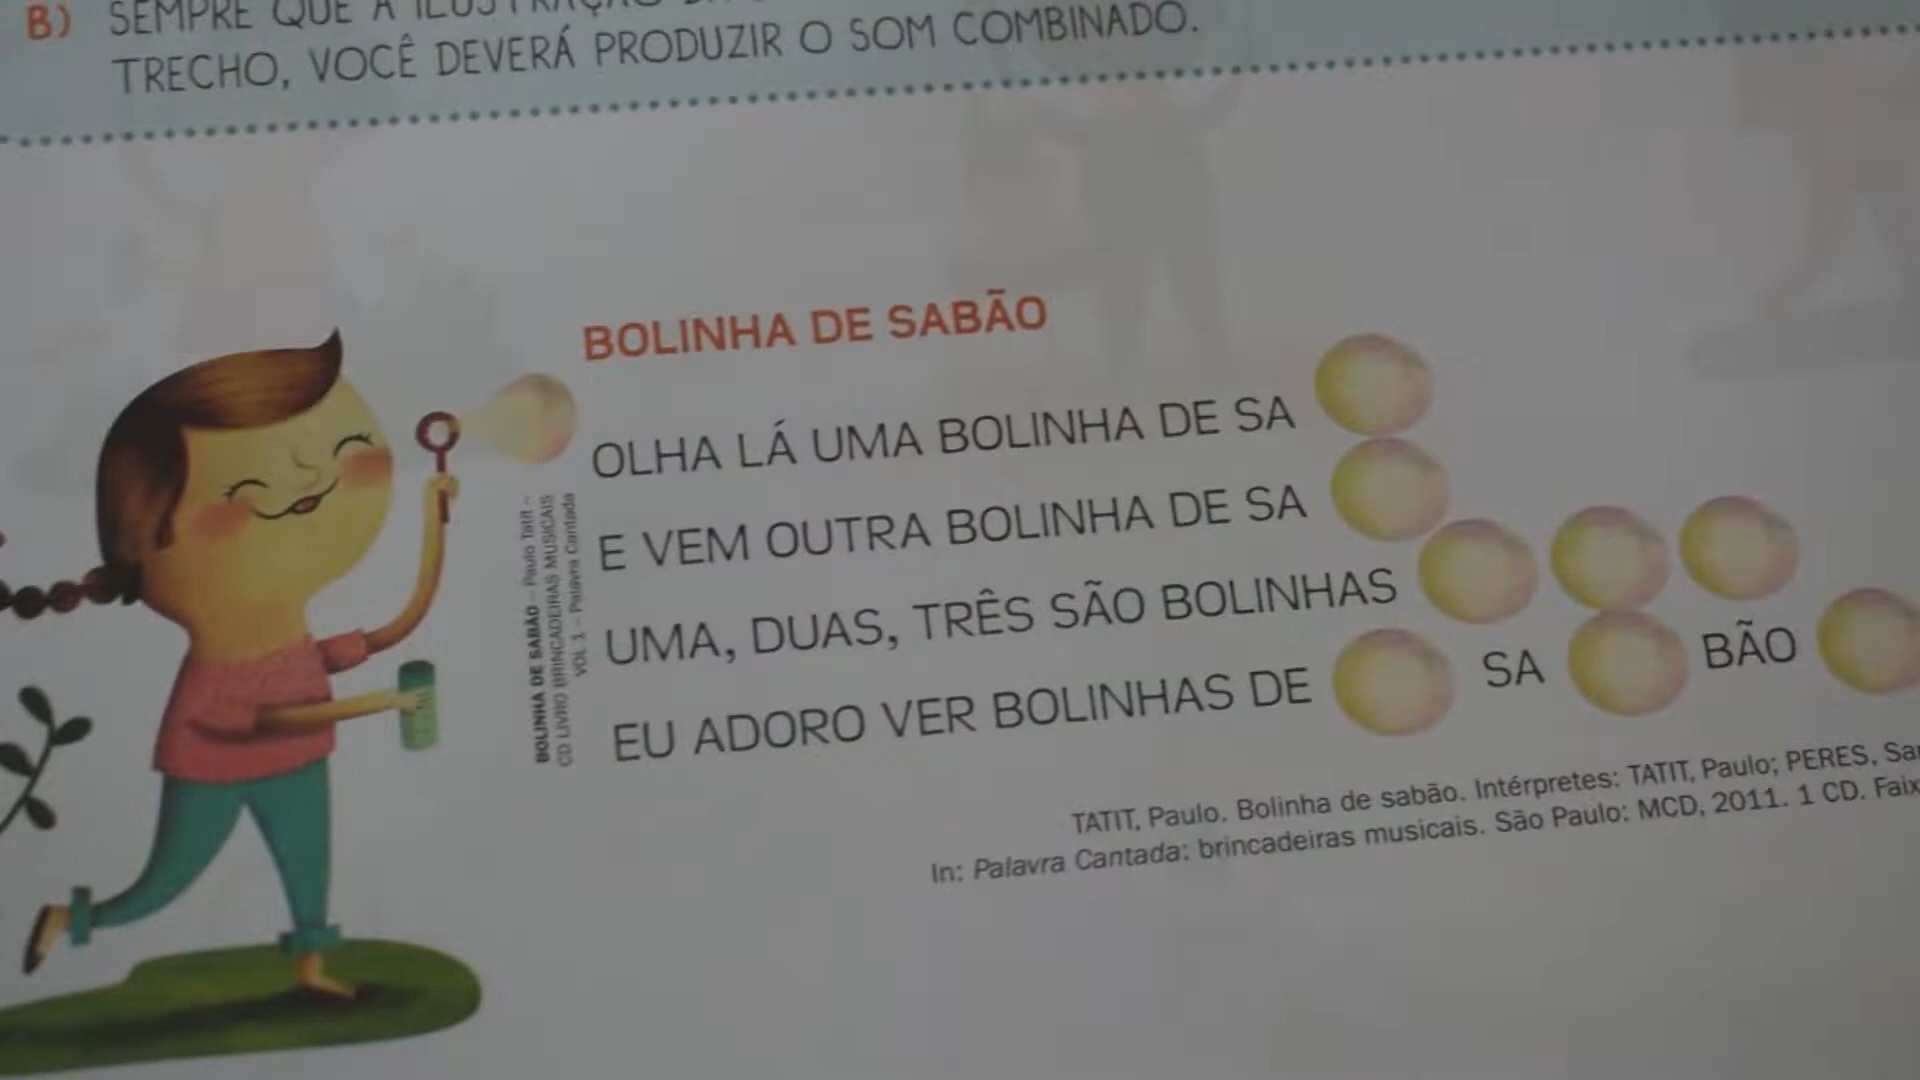 B) SEMPRE QUE A ILUSTRAÇÃO
TRECHO, VOCÊ DEVERÁ PRODUZIR O SOM COMBINADO.
BOLINHA DE SABÃO
OLHA LÁ UMA BOLINHA DE SA
E VEM OUTRA BOLINHA DE SA
UMA, DUAS, TRÊS SÃO BOLINHAS
EU ADORO VER BOLINHAS DE SA BÃO
BOLINHA DE SABÃO – Paulo Tatit –
CD LIVRO BRINCADEIRAS MUSICAIS
VOL 1 – Palavra Cantada
TATIT, Paulo. Bolinha de sabão. Intérpretes: TATIT, Paulo; PERES,
In: Palavra Cantada: brincadeiras musicais. São Paulo: MCD, 2011. 1 CD.